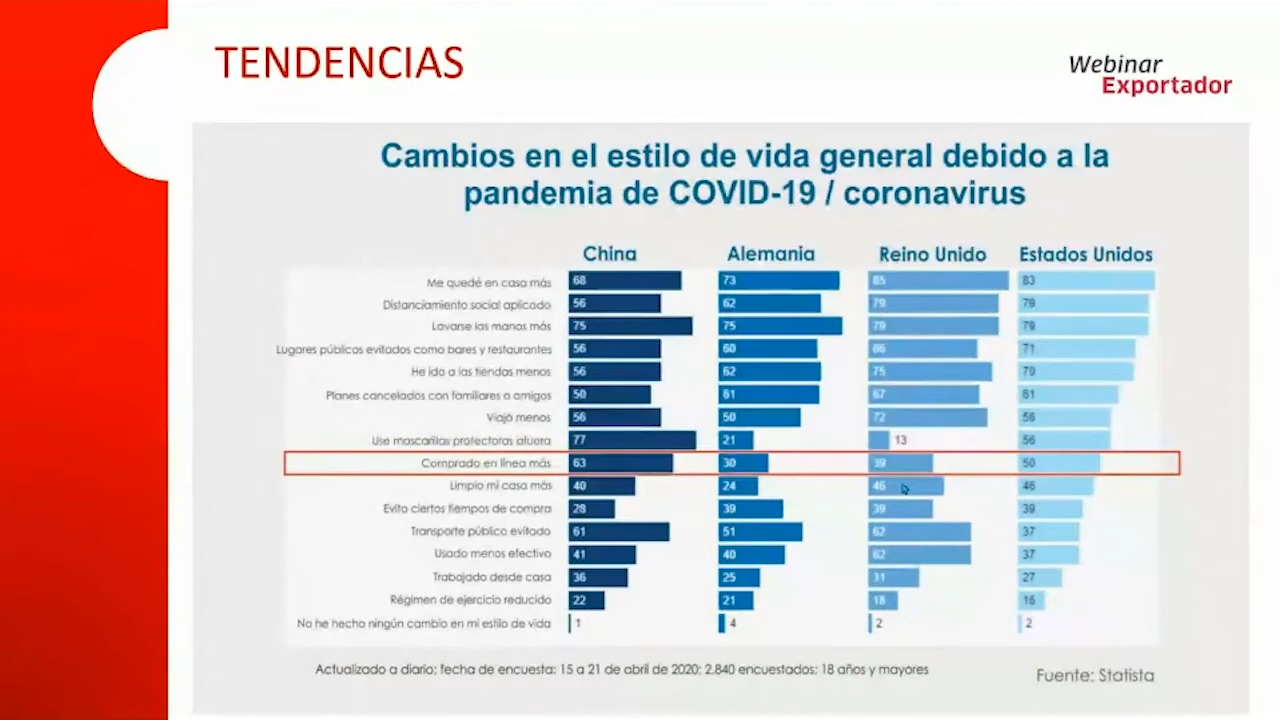 TENDENCIAS
Webinar
Exportador
Cambios en el estilo de vida general debido a la
pandemia de COVID-19 / coronavirus
China Alemania Reino Unido Estados Unidos
Me quedé en casa más 68 73 85 83
Distanciamiento social aplicado 56 62 79 79
Lavarse las manos más 75 75 79 79
Lugares públicos evitados como bares y restaurantes 56 60 66 71
He ido a las tiendas menos 56 62 75 70
Planes cancelados con familiares o amigos 50 61 67 61
Viajó menos 56 50 72 56
Use mascarillas protectoras afuera 77 21 13 56
Comprado en línea más 63 30 39 50
Limpio mi casa más 40 24 46 46
Evito ciertos tiempos de compra 28 39 39 39
Transporte público evitado 61 51 62 37
Usado menos efectivo 41 40 62 37
Trabajado desde casa 36 25 31 27
Régimen de ejercicio reducido 22 21 18 16
No he hecho ningún cambio en mi estilo de vida 1 4 2 2
Actualizado a diario; fecha de encuesta: 15 a 21 de abril de 2020; 2.840 encuestados; 18 años y mayores
Fuente: Statista